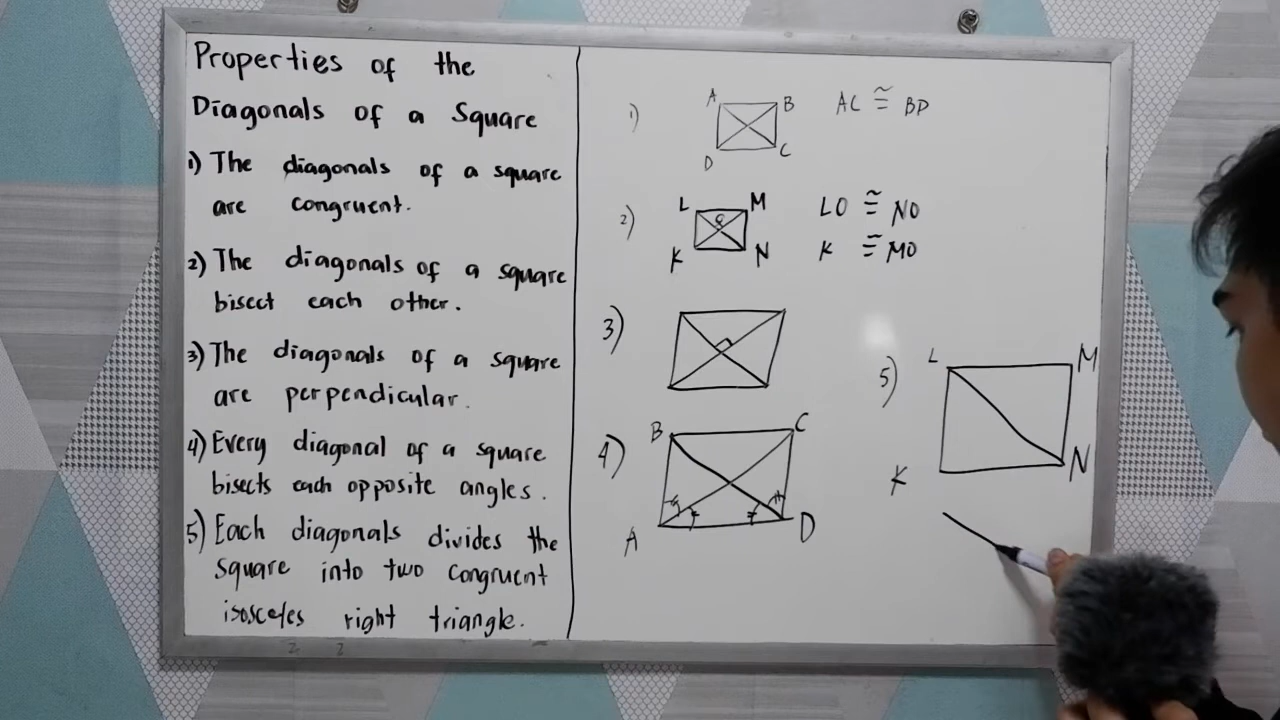 Properties of the
Diagonals of a Square
1) The diagonals of a square
are congruent.
2) The diagonals of a square
bisect each other.
3) The diagonals of a square
are perpendicular.
4) Every diagonal of a square
bisects each opposite angles.
5) Each diagonals divides the
square into two congruent
isosceles right triangle.
1)
A B
D C
AC ≅ BD
2)
L M
K N
LO ≅ NO
K ≅ MO
3)
4)
B C
A D
5)
L M
K N